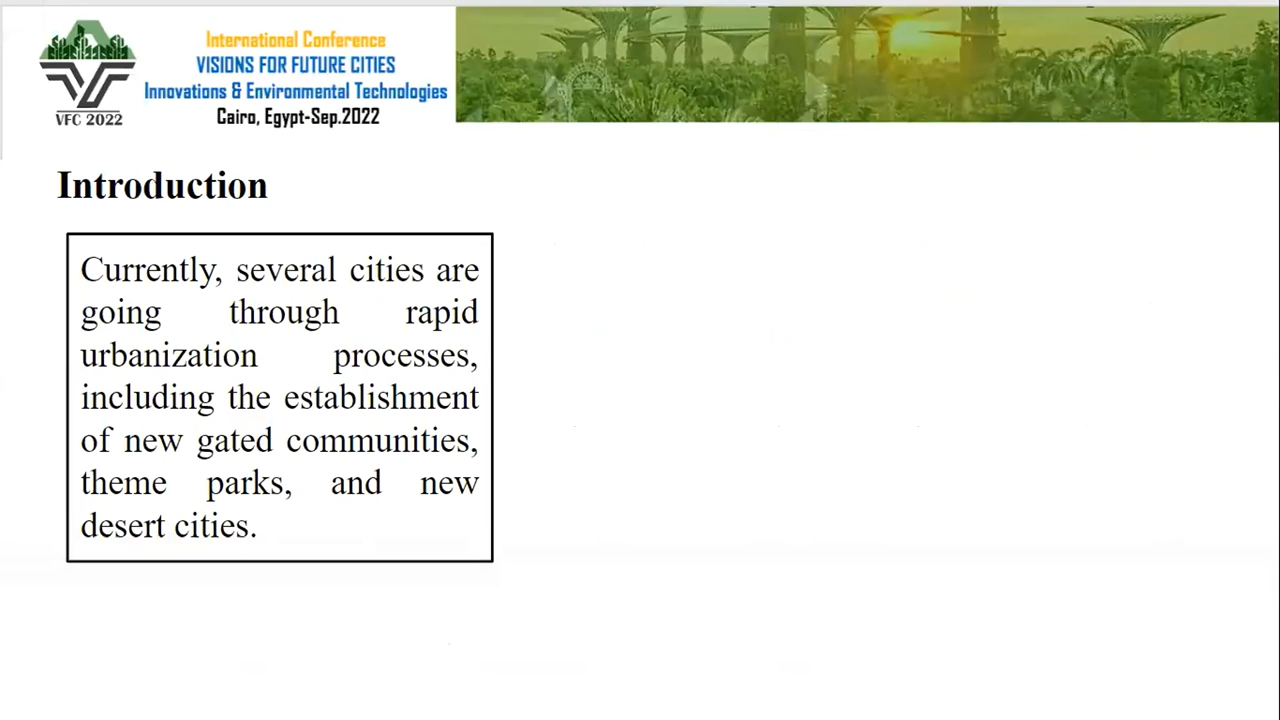 International Conference
VISIONS FOR FUTURE CITIES
Innovations & Environmental Technologies
Cairo, Egypt-Sep.2022
VFC 2022
Introduction
Currently, several cities are
going through rapid
urbanization processes,
including the establishment
of new gated communities,
theme parks, and new
desert cities.